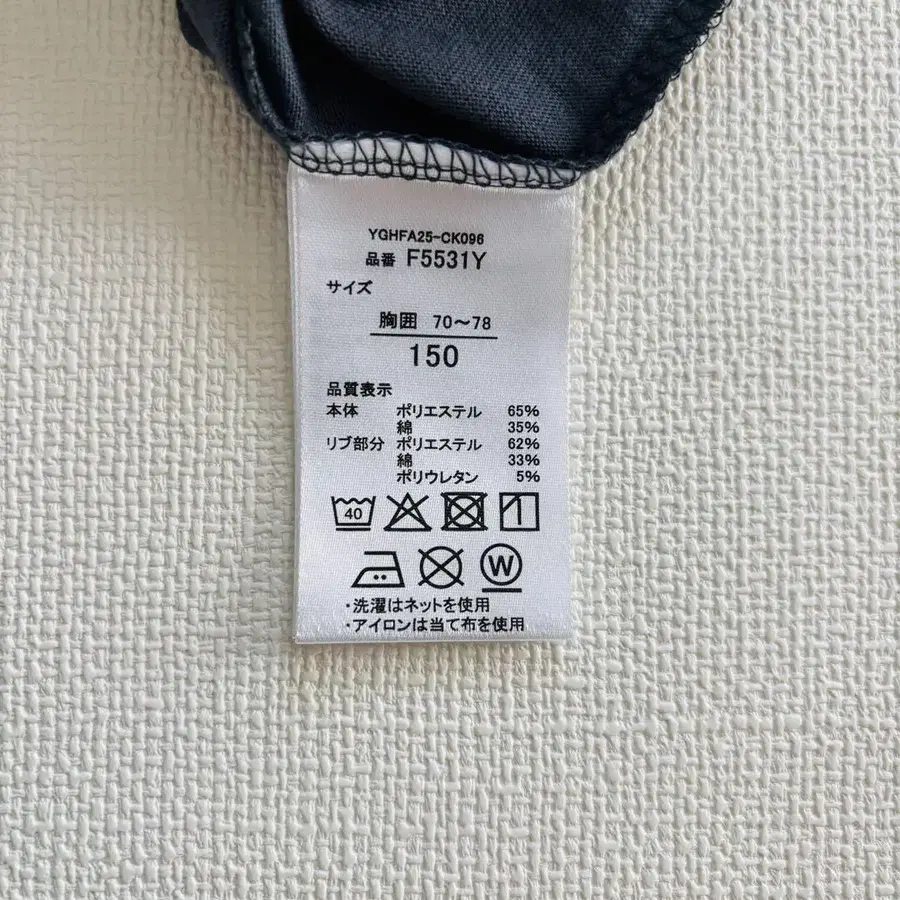 YGHFA25-CK096
品番 F5531Y
サイズ
胸囲 70～78
150
品質表示
本体 ポリエステル 65%
綿 35%
リブ部分 ポリエステル 62%
綿 33%
ポリウレタン 5%
40
W
・洗濯はネットを使用
・アイロンは当て布を使用